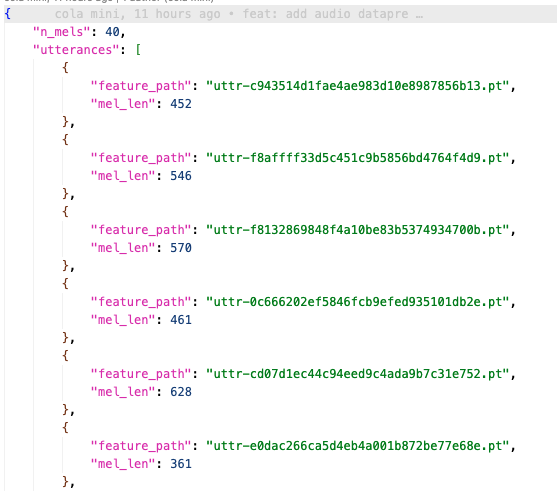 { cola mini, 11 hours ago • feat: add audio datapre …
"n_mels": 40,
"utterances": [
{
"feature_path": "uttr-c943514d1fae4ae983d10e8987856b13.pt",
"mel_len": 452
},
{
"feature_path": "uttr-f8affff33d5c451c9b5856bd4764f4d9.pt",
"mel_len": 546
},
{
"feature_path": "uttr-f8132869848f4a10be83b5374934700b.pt",
"mel_len": 570
},
{
"feature_path": "uttr-0c666202ef5846fcb9efed935101db2e.pt",
"mel_len": 461
},
{
"feature_path": "uttr-cd07d1ec44c94eed9c4ada9b7c31e752.pt",
"mel_len": 628
},
{
"feature_path": "uttr-e0dac266ca5d4eb4a001b872be77e68e.pt",
"mel_len": 361
},